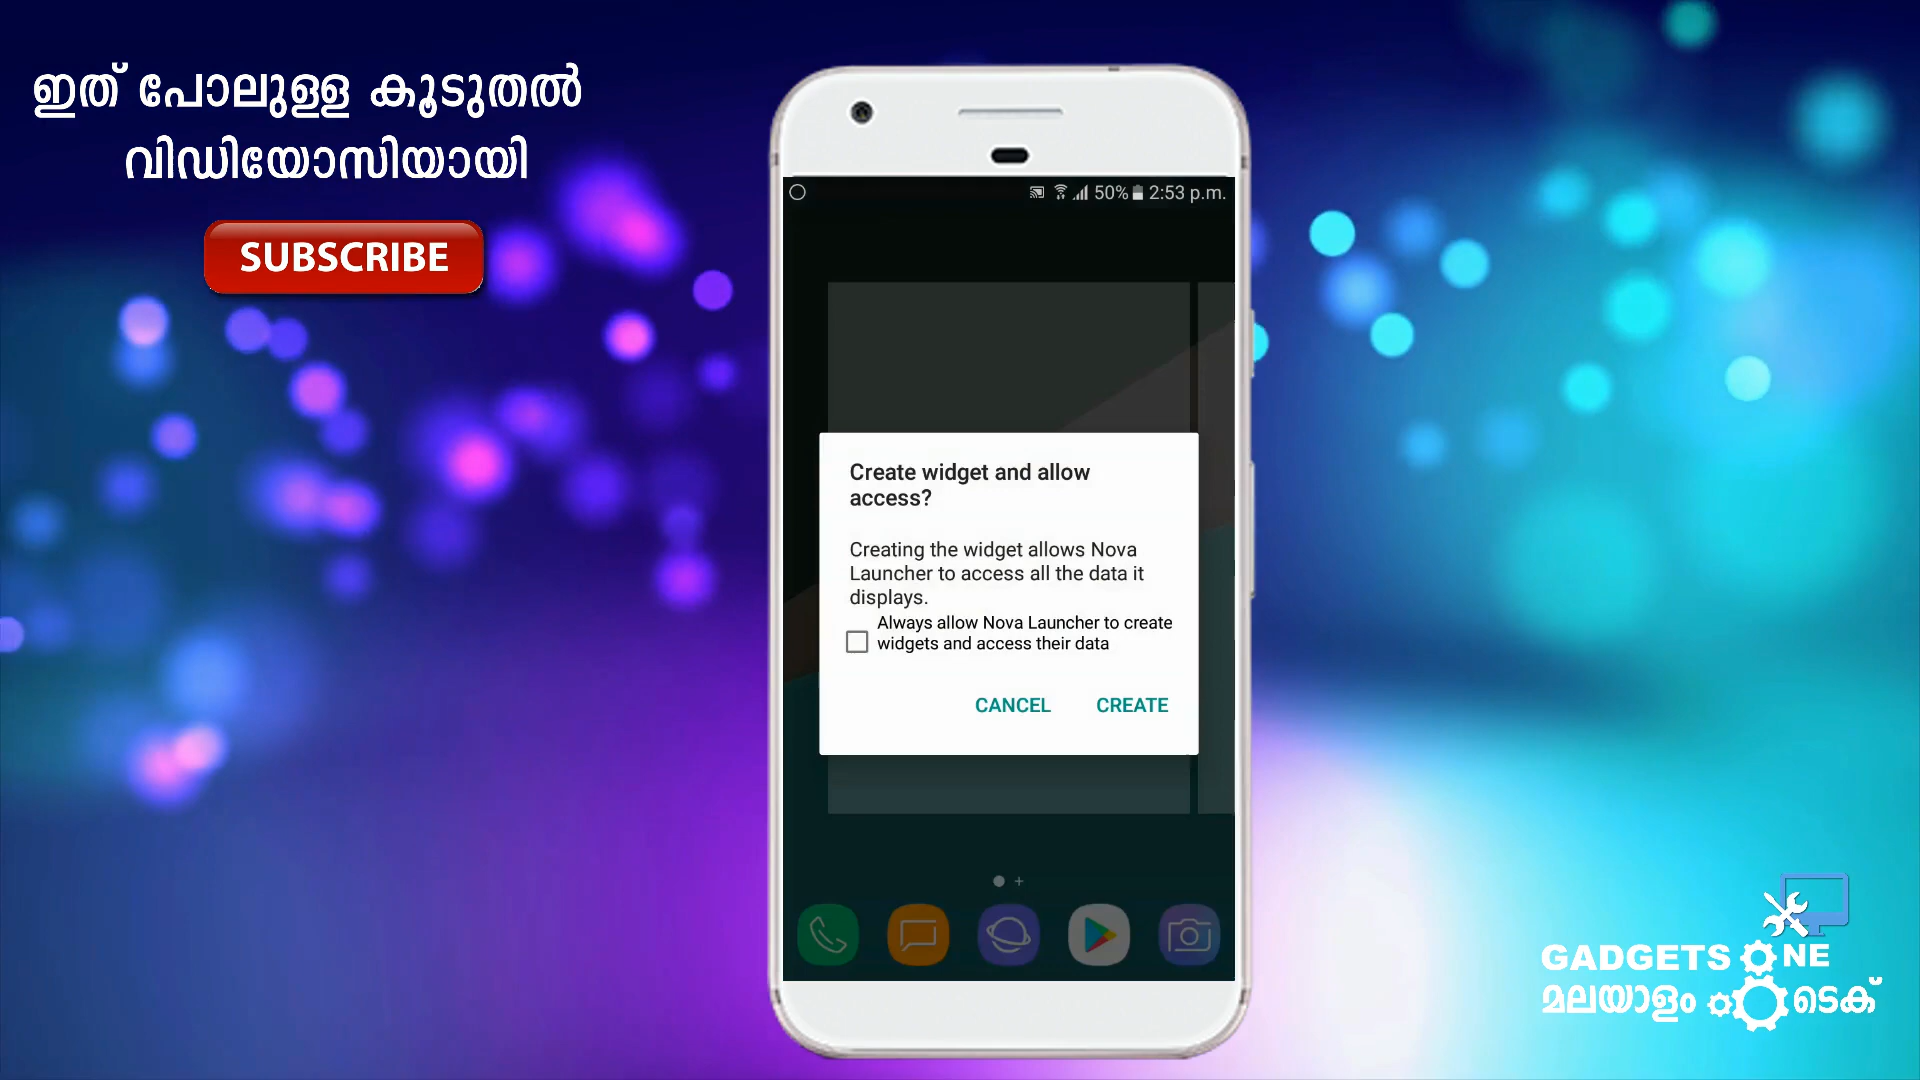 ഇത് പോലുള്ള കൂടുതൽ
വിഡിയോസിയായി
SUBSCRIBE
50% 2:53 p.m.
Create widget and allow
access?
Creating the widget allows Nova
Launcher to access all the data it
displays.
Always allow Nova Launcher to create
widgets and access their data
CANCEL CREATE
GADGETS ONE
മലയാളം ടെക്